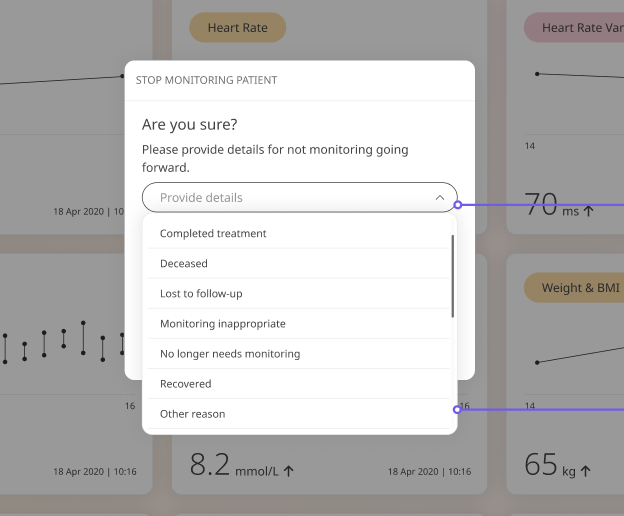 Heart Rate
Heart Rate Var
STOP MONITORING PATIENT
Are you sure?
Please provide details for not monitoring going
forward.
Provide details
Completed treatment
Deceased
Lost to follow-up
Monitoring inappropriate
No longer needs monitoring
Recovered
Other reason
18 Apr 2020 | 10
14
70 ms
Weight & BMI
16
16
14
18 Apr 2020 | 10:16
8.2 mmol/L
18 Apr 2020 | 10:16
65 kg